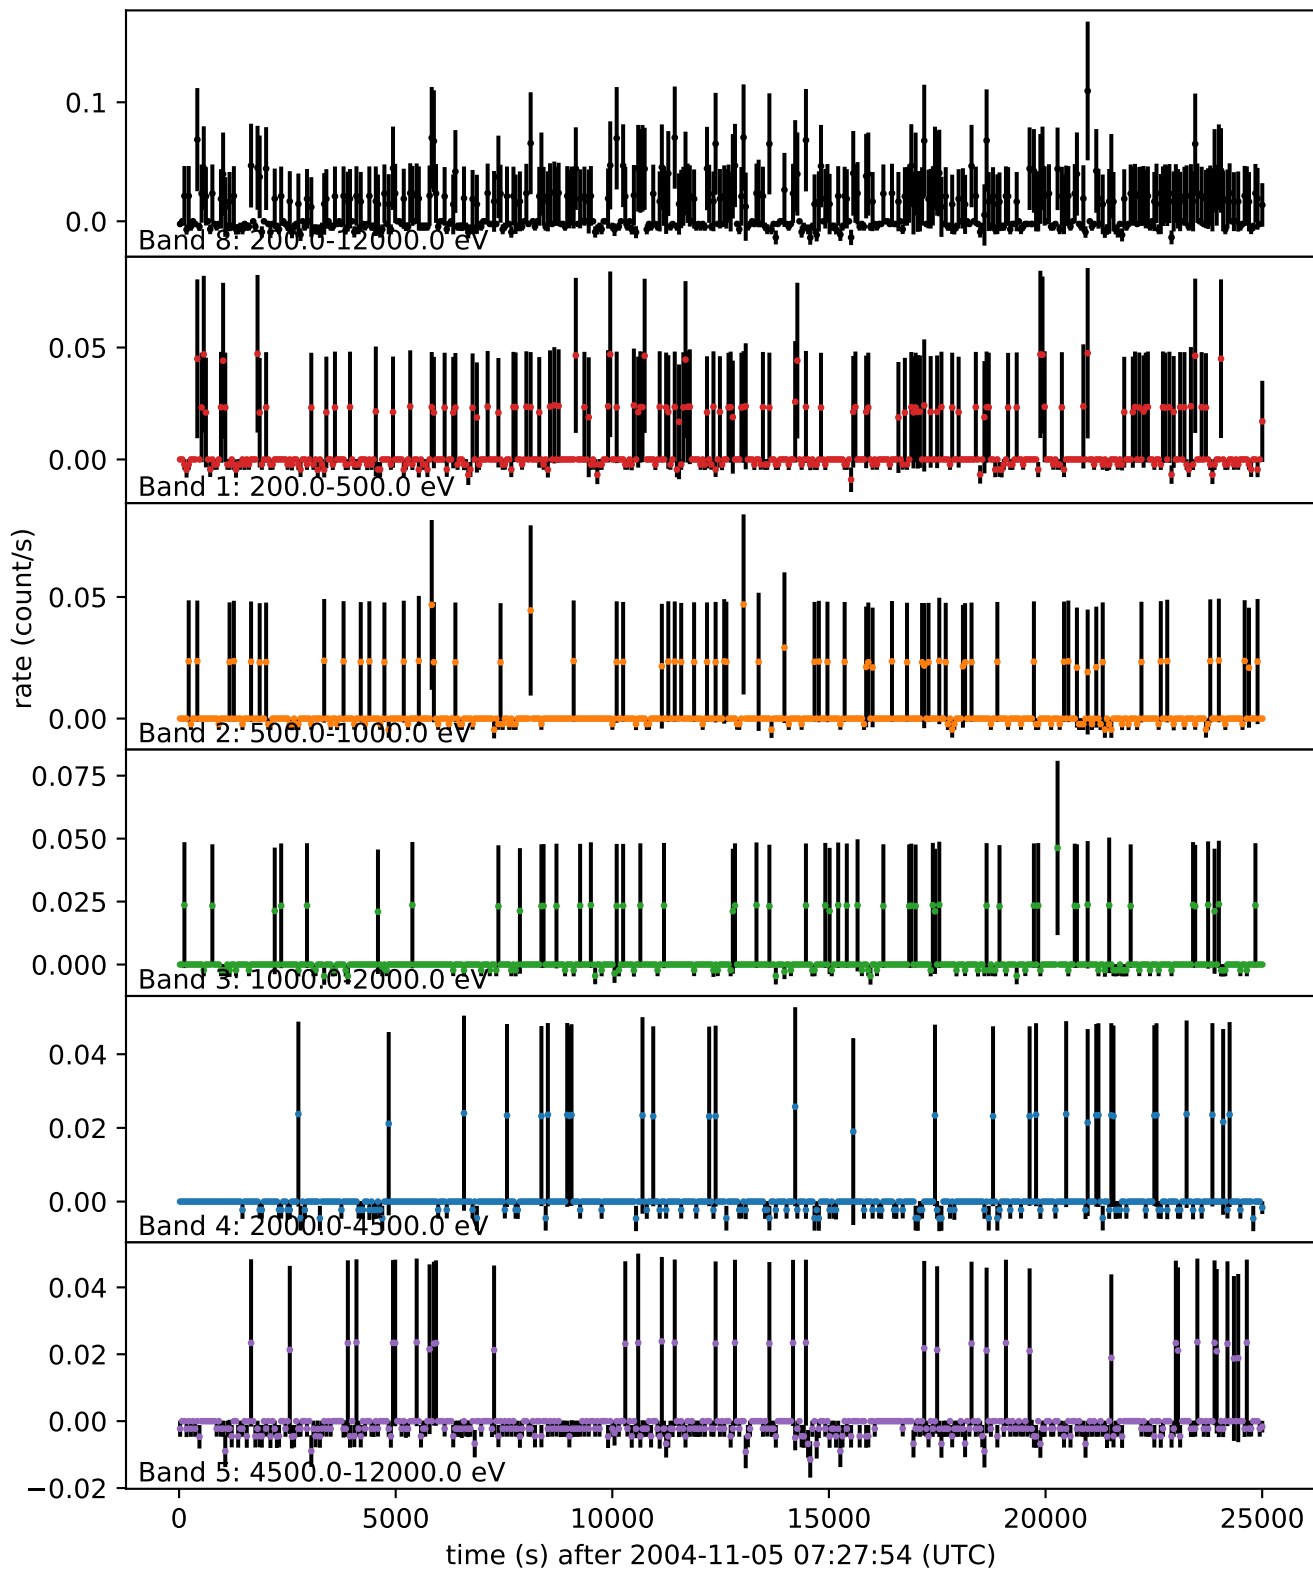 0.1
0.0
Band 8: 200.0-12000.0 eV
0.05
0.00
Band 1: 200.0-500.0 eV
rate (count/s)
0.05
0.00
Band 2: 500.0-1000.0 eV
0.075
0.050
0.025
0.000
Band 3: 1000.0-2000.0 eV
0.04
0.02
0.00
Band 4: 2000.0-4500.0 eV
0.04
0.02
0.00
−0.02
Band 5: 4500.0-12000.0 eV
0 5000 10000 15000 20000 25000
time (s) after 2004-11-05 07:27:54 (UTC)